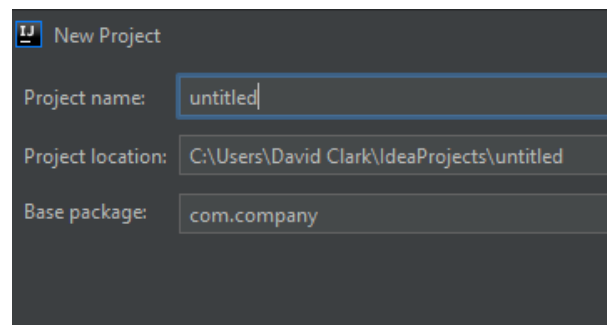 IJ New Project
Project name: untitled
Project location: C:\Users\David Clark\IdeaProjects\untitled
Base package: com.company